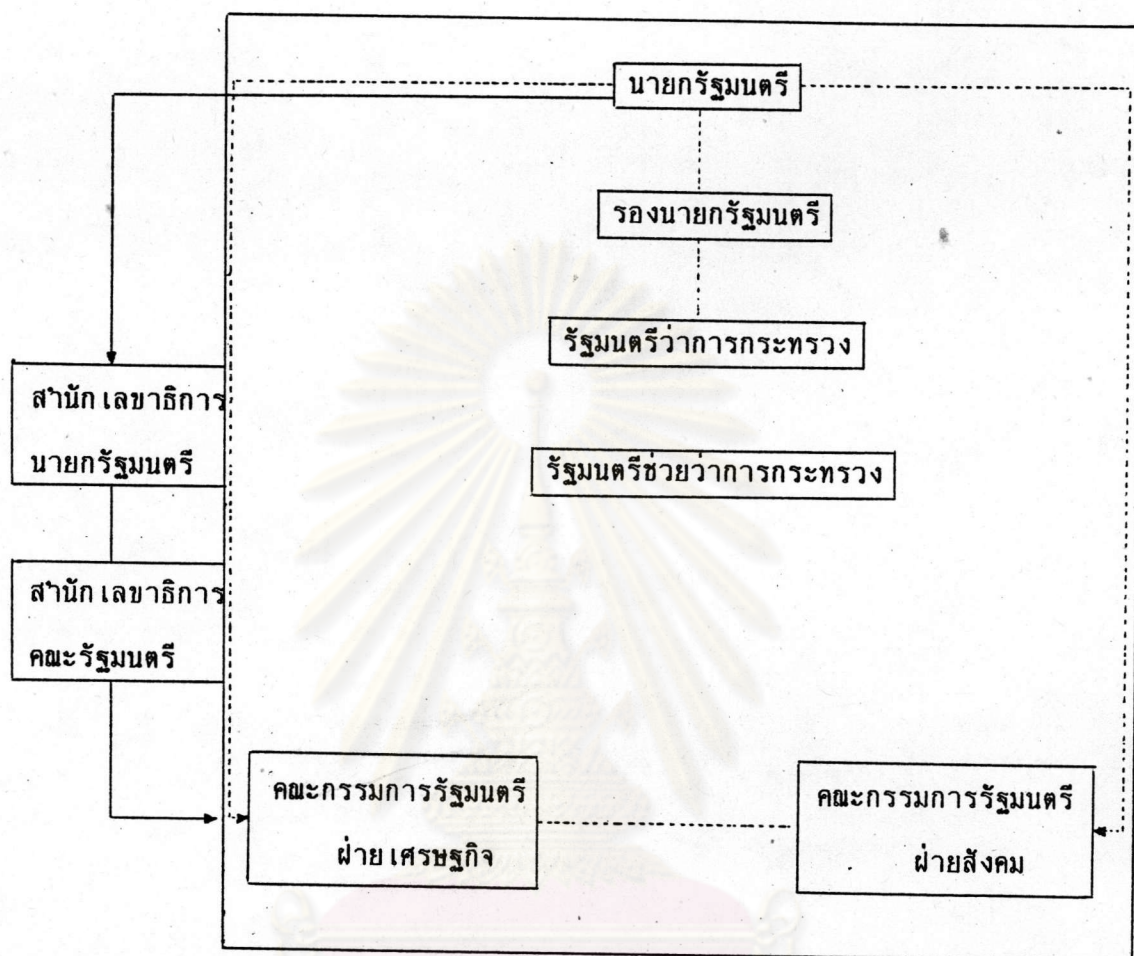 นายกรัฐมนตรี
รองนายกรัฐมนตรี
รัฐมนตรีว่าการกระทรวง
สำนักเลขาธิการ
นายกรัฐมนตรี
รัฐมนตรีช่วยว่าการกระทรวง
สำนักเลขาธิการ
คณะรัฐมนตรี
คณะกรรมการรัฐมนตรี
ฝ่ายเศรษฐกิจ
คณะกรรมการรัฐมนตรี
ฝ่ายสังคม